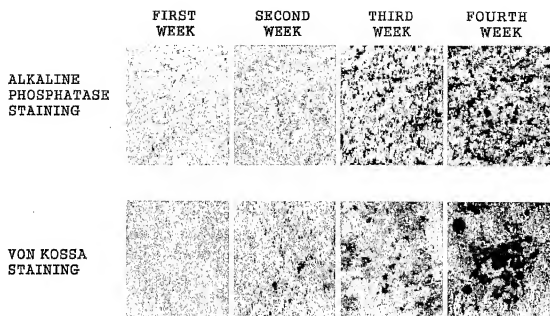 FIRST WEEK
SECOND WEEK
THIRD WEEK
FOURTH WEEK
ALKALINE
PHOSPHATASE
STAINING
VON KOSSA
STAINING